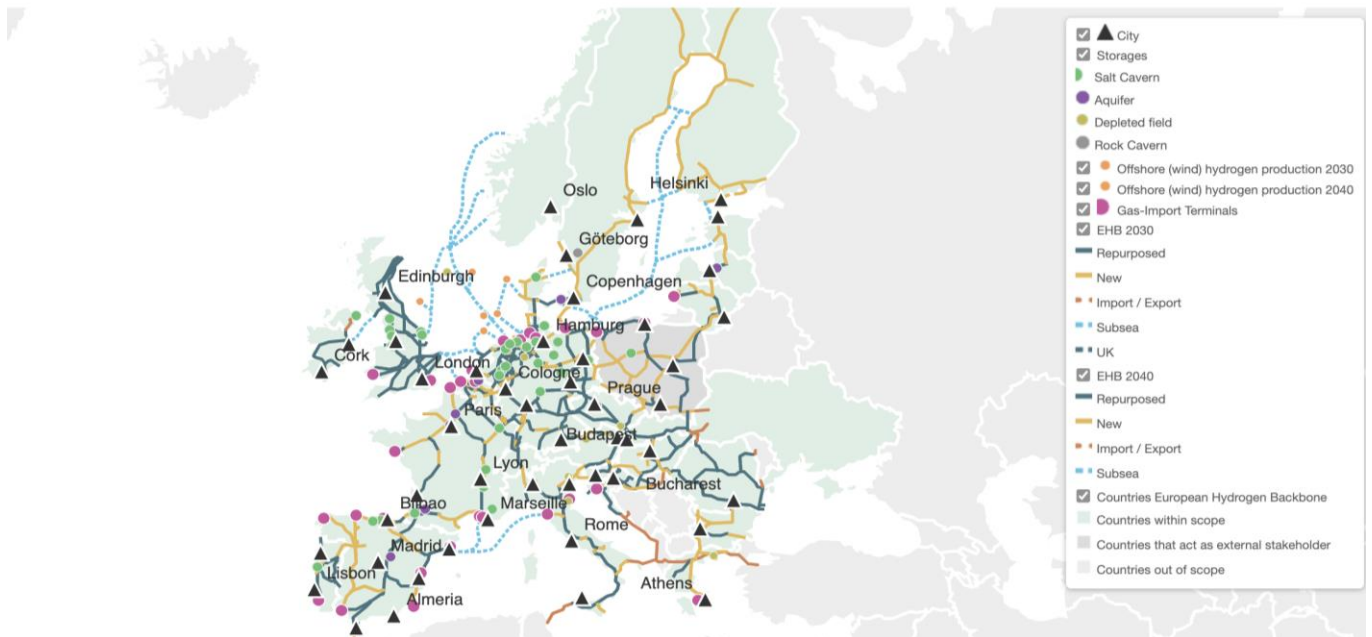 Oslo
Helsinki
Göteborg
Edinburgh
Copenhagen
Hamburg
Cork
London
Cologne
Prague
Paris
Budapest
Lyon
Bucharest
Bilbao
Marseille
Rome
Madrid
Lisbon
Athens
Almeria
City
Storages
Salt Cavern
Aquifer
Depleted field
Rock Cavern
Offshore (wind) hydrogen production 2030
Offshore (wind) hydrogen production 2040
Gas-Import Terminals
EHB 2030
Repurposed
New
Import / Export
Subsea
UK
EHB 2040
Repurposed
New
Import / Export
Subsea
Countries European Hydrogen Backbone
Countries within scope
Countries that act as external stakeholder
Countries out of scope